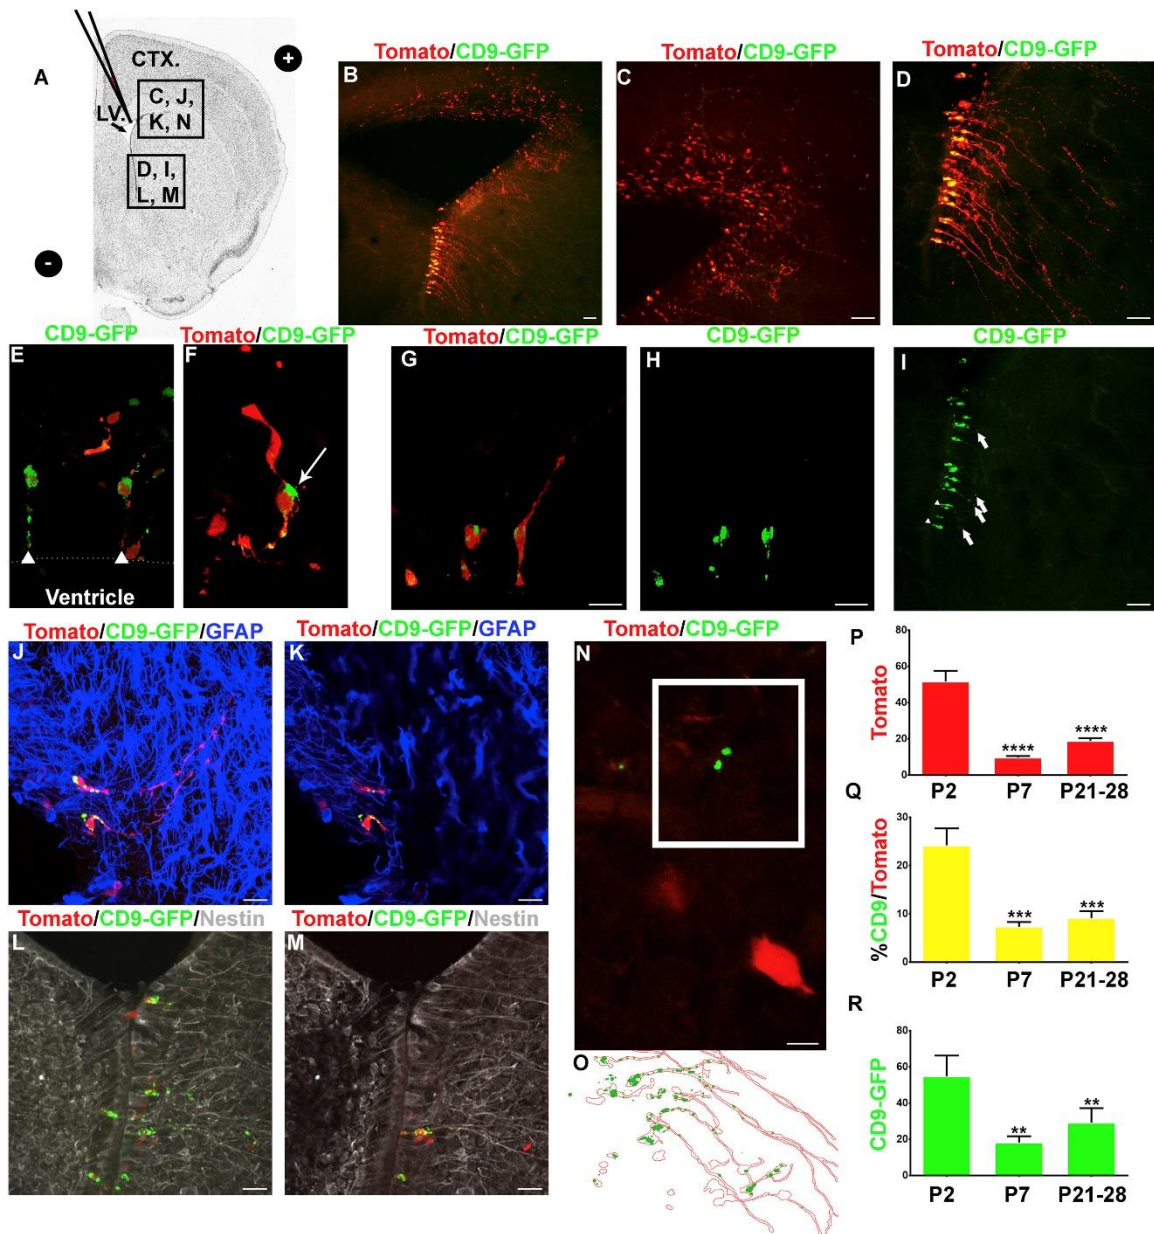 A
CTX.
+
LV.
C, J,
K, N
D, I,
L, M
-
Tomato/CD9-GFP
B
Tomato/CD9-GFP
C
Tomato/CD9-GFP
D
CD9-GFP
E
Ventricle
Tomato/CD9-GFP
F
Tomato/CD9-GFP
G
CD9-GFP
H
CD9-GFP
I
Tomato/CD9-GFP/GFAP
J
Tomato/CD9-GFP/GFAP
K
Tomato/CD9-GFP/Nestin
L
Tomato/CD9-GFP/Nestin
M
Tomato/CD9-GFP
N
O
P
Tomato
80
60
40
20
0
****
****
P2 P7 P21-28
Q
%CD9/Tomato
30
20
10
0
***
***
P2 P7 P21-28
R
CD9-GFP
80
60
40
20
0
**
**
P2 P7 P21-28